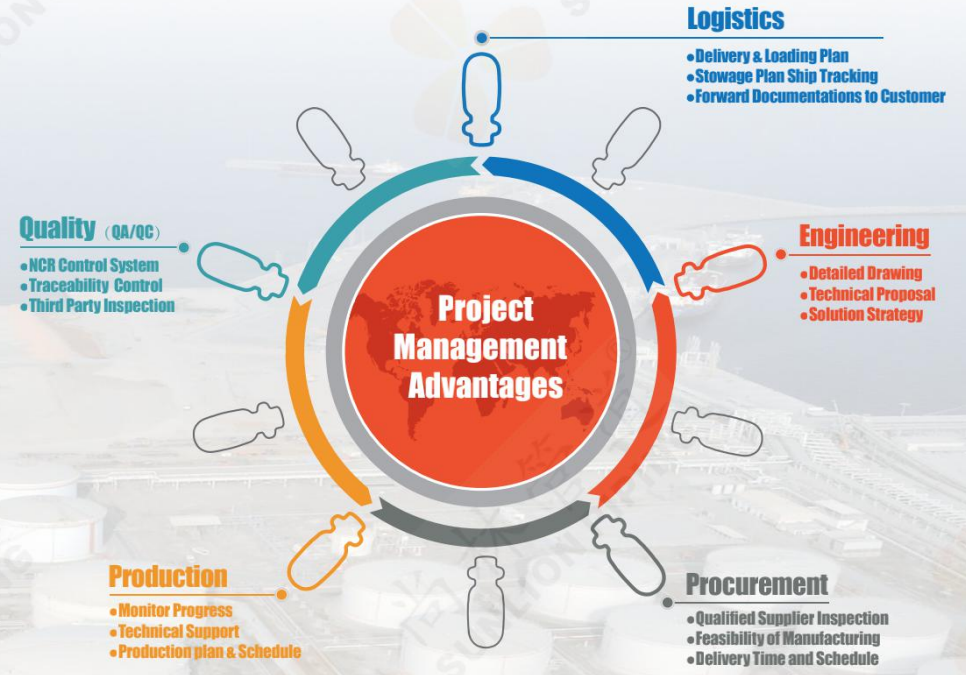 Logistics
•Delivery & Loading Plan
•Stowage Plan Ship Tracking
•Forward Documentations to Customer
Quality (QA/QC)
•NCR Control System
•Traceability Control
•Third Party Inspection
Engineering
•Detailed Drawing
•Technical Proposal
•Solution Strategy
Project
Management
Advantages
Production
•Monitor Progress
•Technical Support
•Production plan & Schedule
Procurement
•Qualified Supplier Inspection
•Feasibility of Manufacturing
•Delivery Time and Schedule